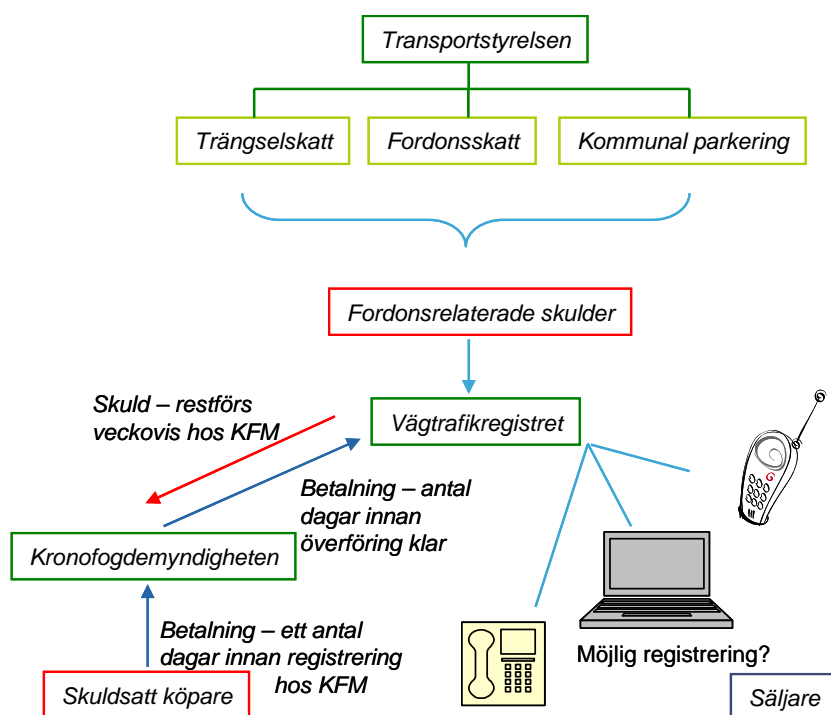 Transportstyrelsen
Trängselskatt
Fordonsskatt
Kommunal parkering
Fordonsrelaterade skulder
Skuld – restförs
veckovis hos KFM
Vägtrafikregistret
Betalning – antal
dagar innan
överföring klar
Kronofogdemyndigheten
Betalning – ett antal
dagar innan registrering
hos KFM
Möjlig registrering?
Skuldsatt köpare
Säljare